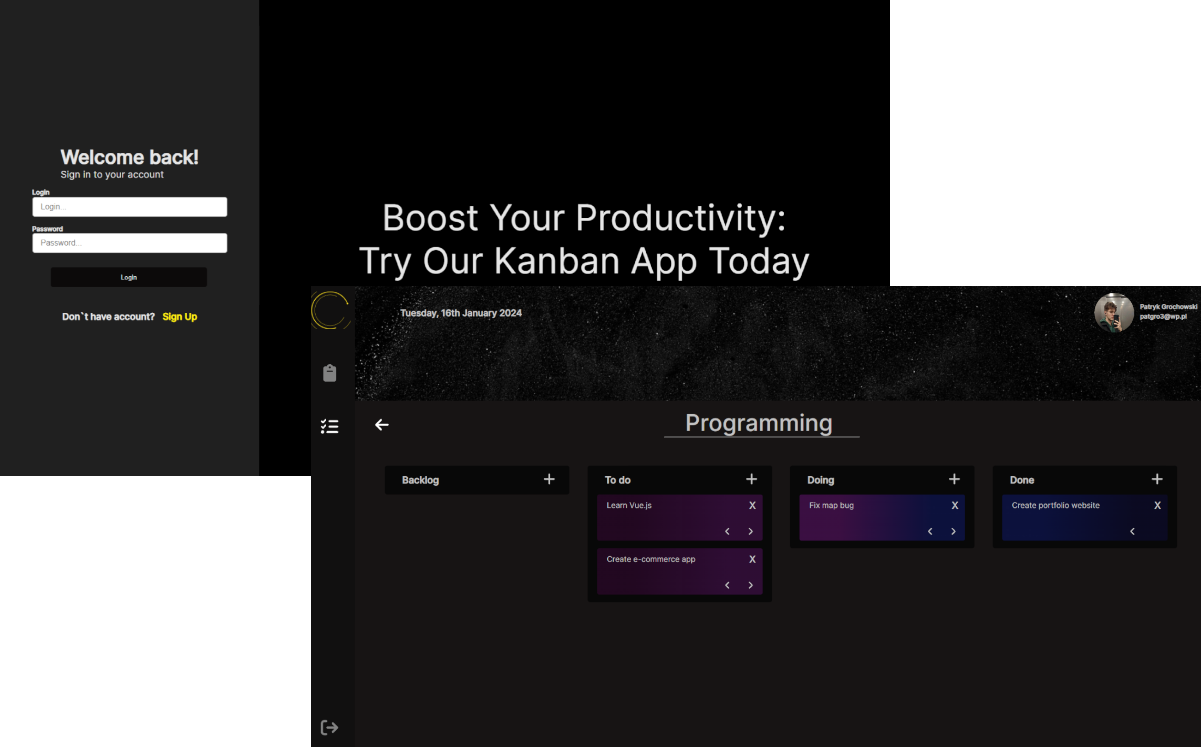 Welcome back!
Sign in to your account
Login
Login...
Password
Password...
Login
Don`t have account? Sign Up
Boost Your Productivity:
Try Our Kanban App Today
Tuesday, 16th January 2024
Patryk Grochowski
patgro3@wp.pl
Programming
Backlog
To do
Learn Vue.js
X
Create e-commerce app
X
Doing
Fix map bug
X
Done
Create portfolio website
X